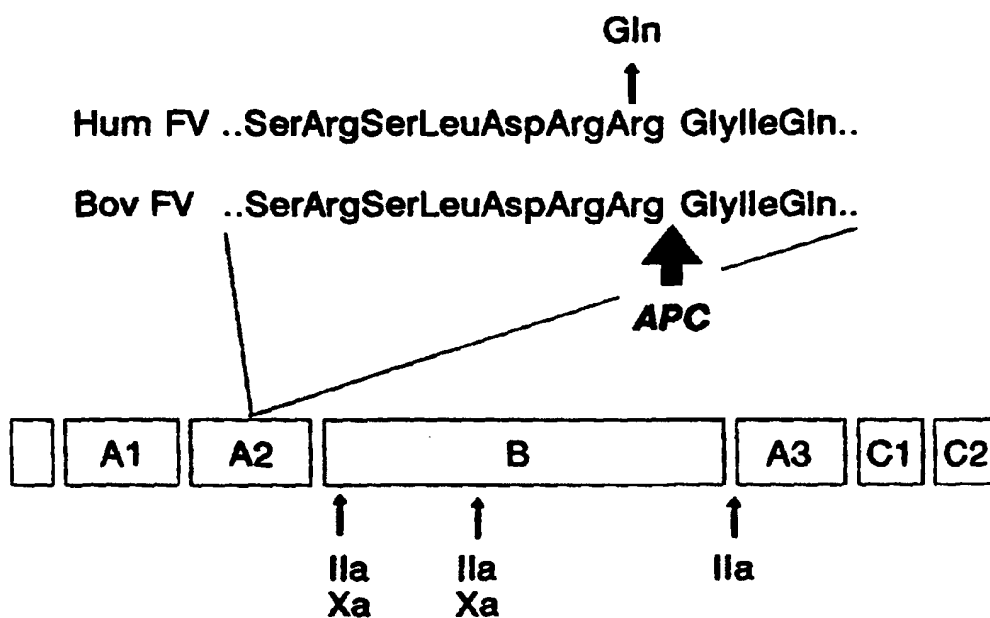 Gln
Hum FV ..SerArgSerLeuAspArgArg GlyIleGln..
Bov FV ..SerArgSerLeuAspArgArg GlyIleGln..
APC
A1 A2 B A3 C1 C2
IIa IIa IIa
Xa Xa